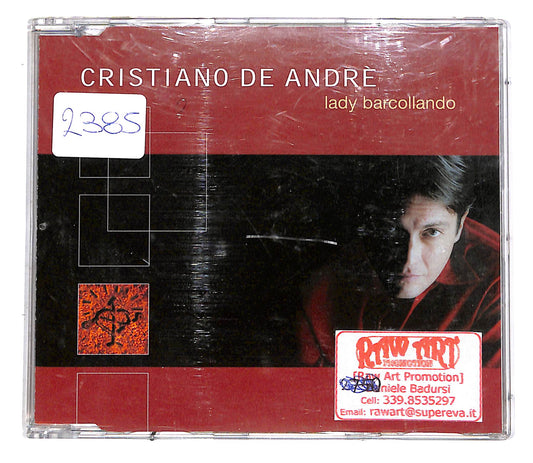 CRISTIANO DE ANDRÈ
lady barcollando
2385
RAW ART
PROMOTION
[Raw Art Promotion]
niele Badursi
Cell: 339.8535297
Email: rawart@supereva.it